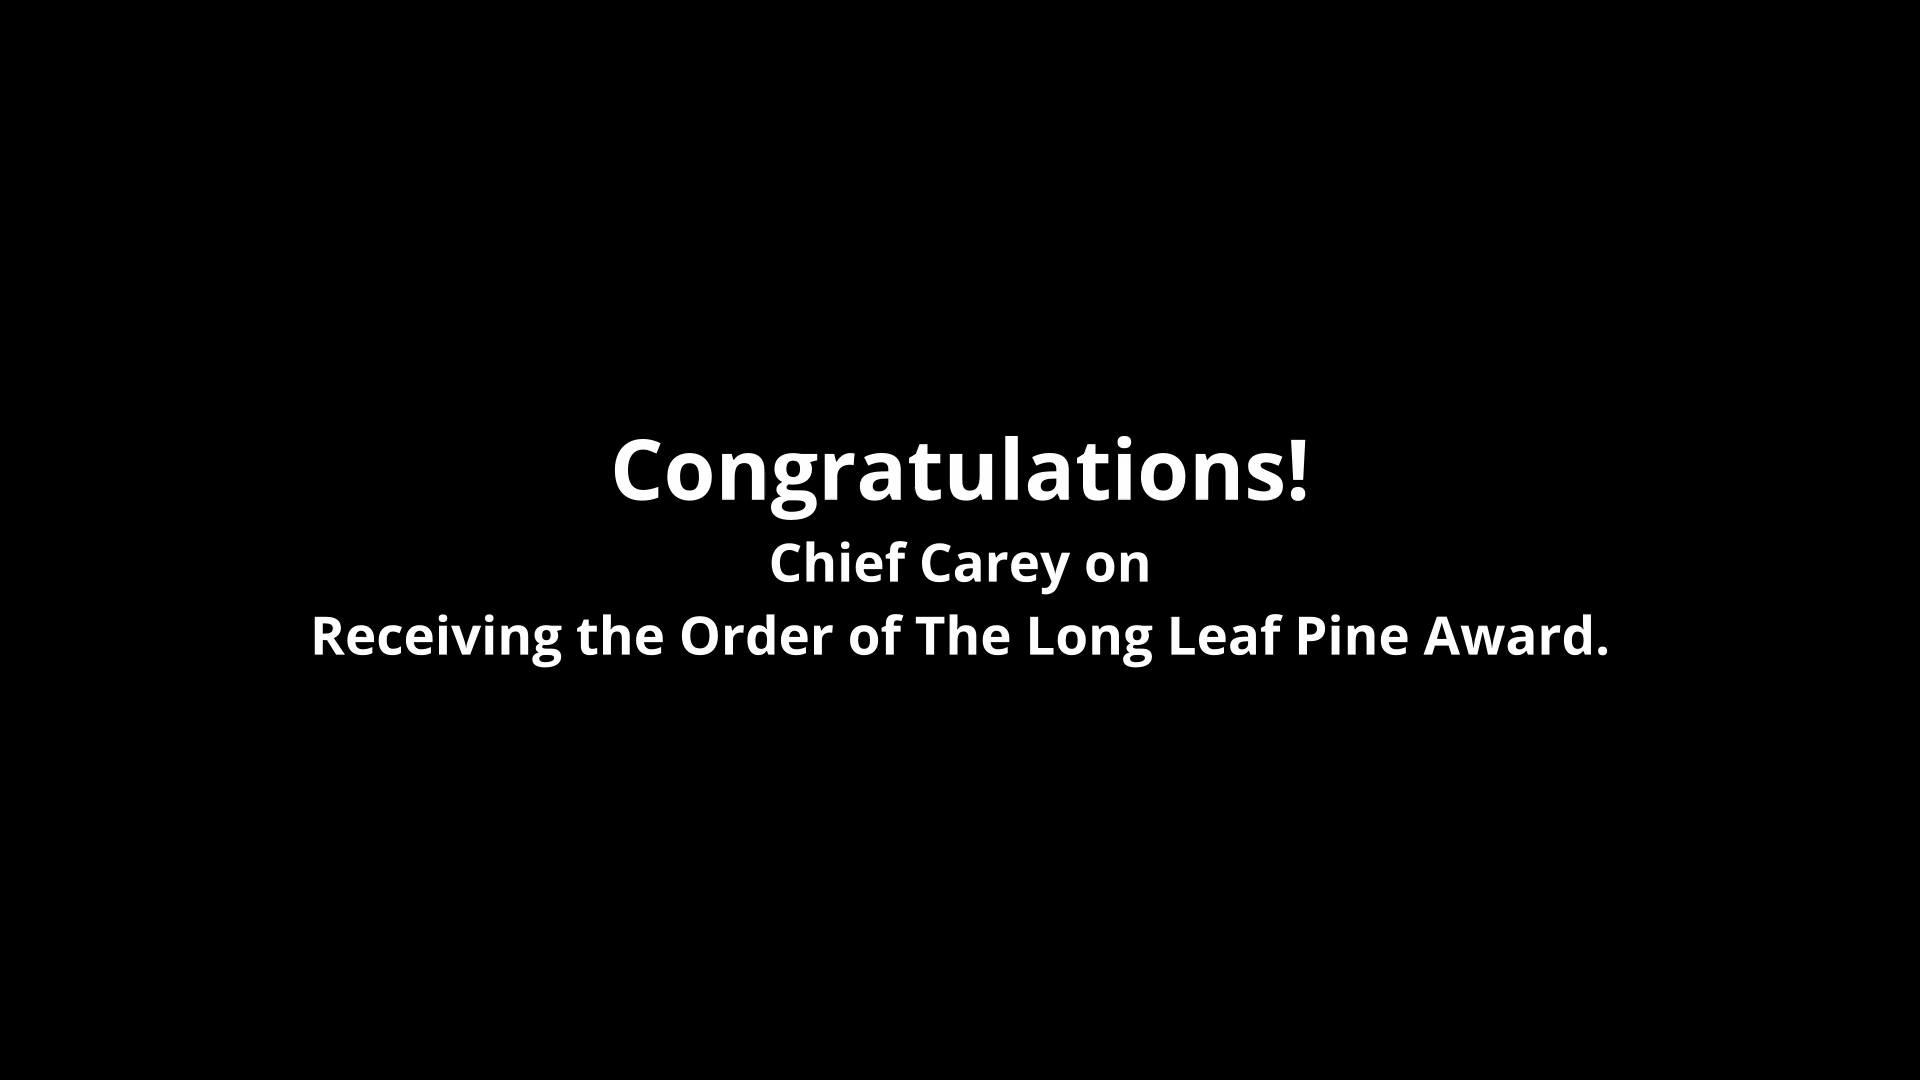 Congratulations!
Chief Carey on
Receiving the Order of The Long Leaf Pine Award.